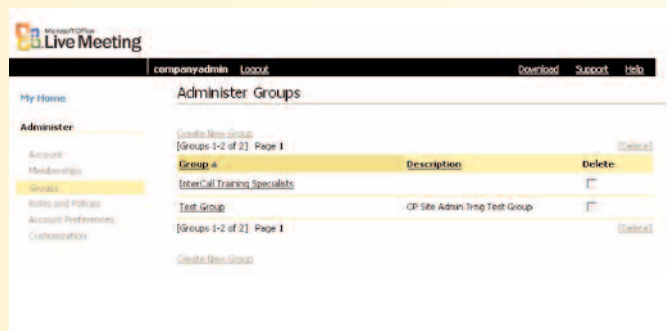 Microsoft Office
Live Meeting
companyadmin Logout Download Support Help
My Home
Administer
Account
Memberships
Groups
Roles and Policies
Account Preferences
Customization
Administer Groups
Create New Group
[Groups 1-2 of 2] Page 1 [Delete]
Group Description Delete
InterCall Training Specialists
Test Group CP Site Admin Trng Test Group
[Groups 1-2 of 2] Page 1 [Delete]
Create New Group